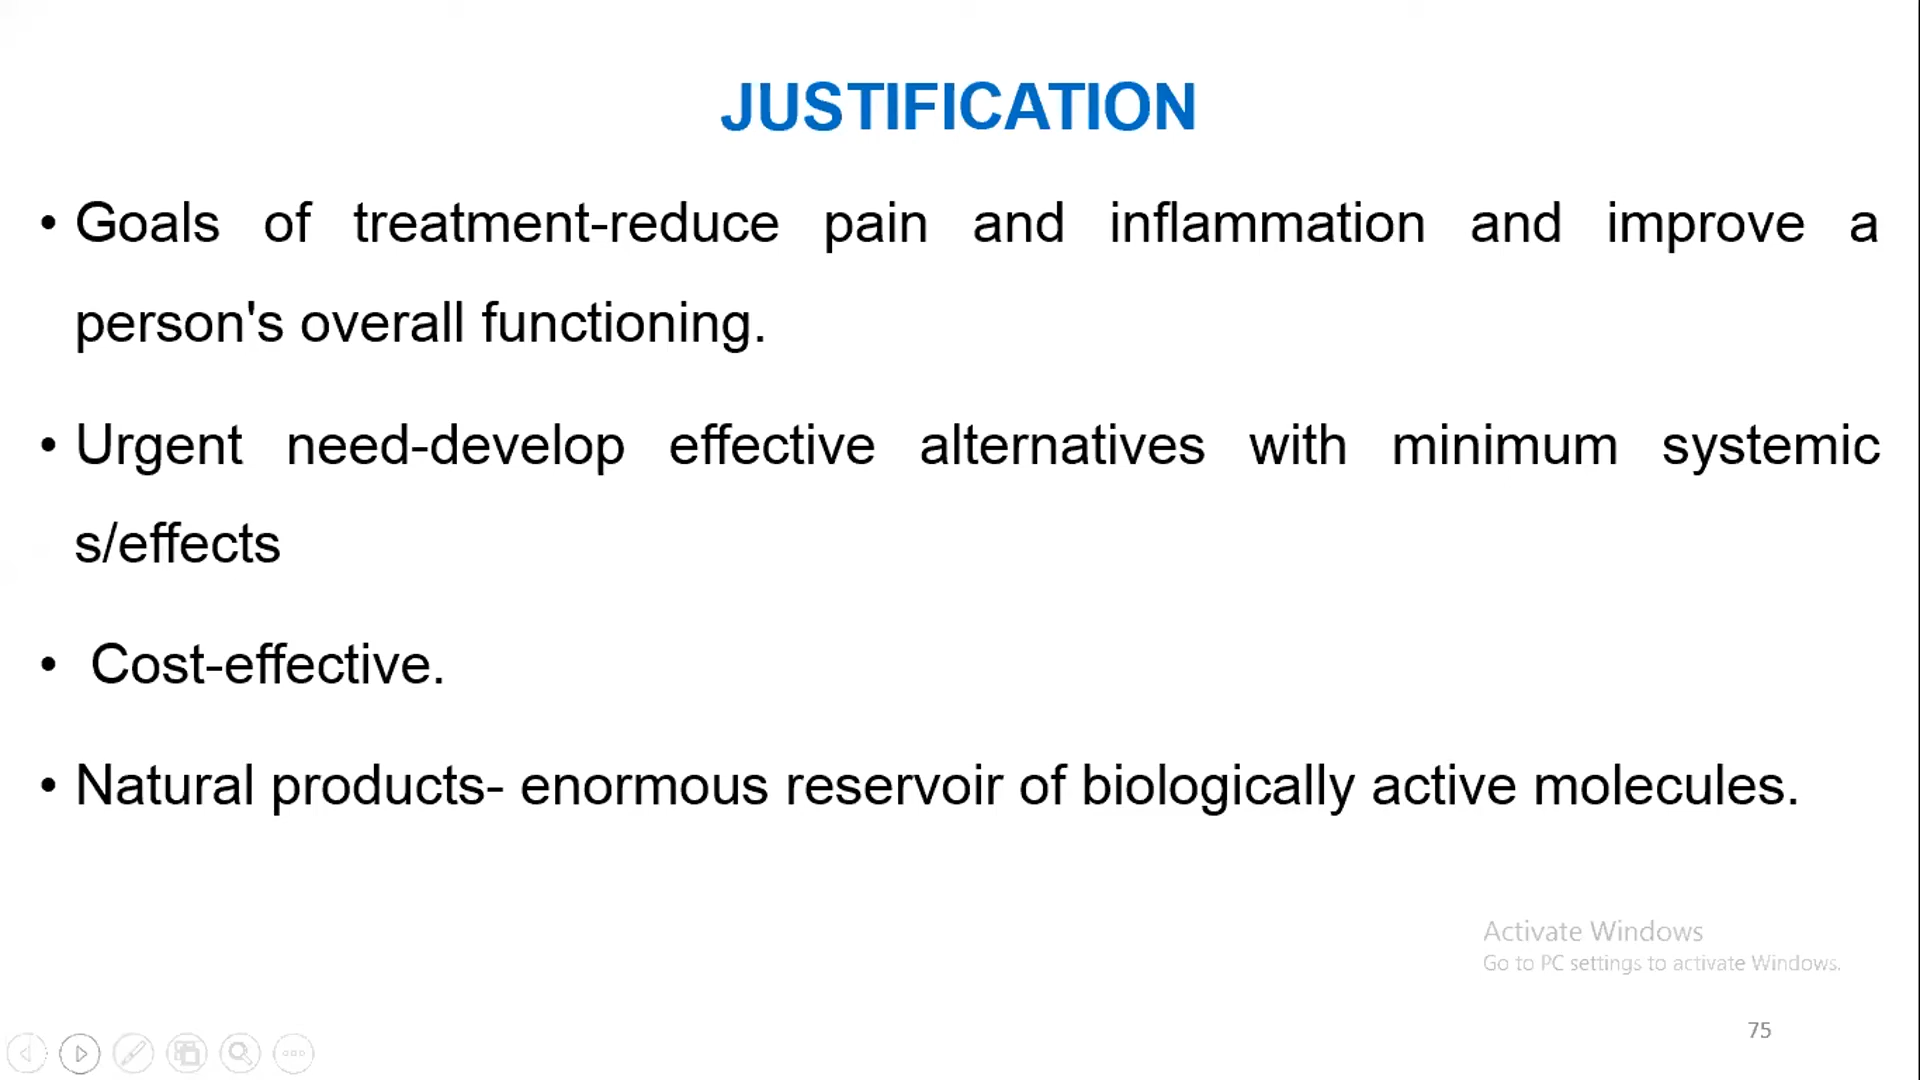 JUSTIFICATION
• Goals of treatment-reduce pain and inflammation and improve a
person's overall functioning.
• Urgent need-develop effective alternatives with minimum systemic
s/effects
• Cost-effective.
• Natural products- enormous reservoir of biologically active molecules.
Activate Windows
Go to PC settings to activate Windows.
75